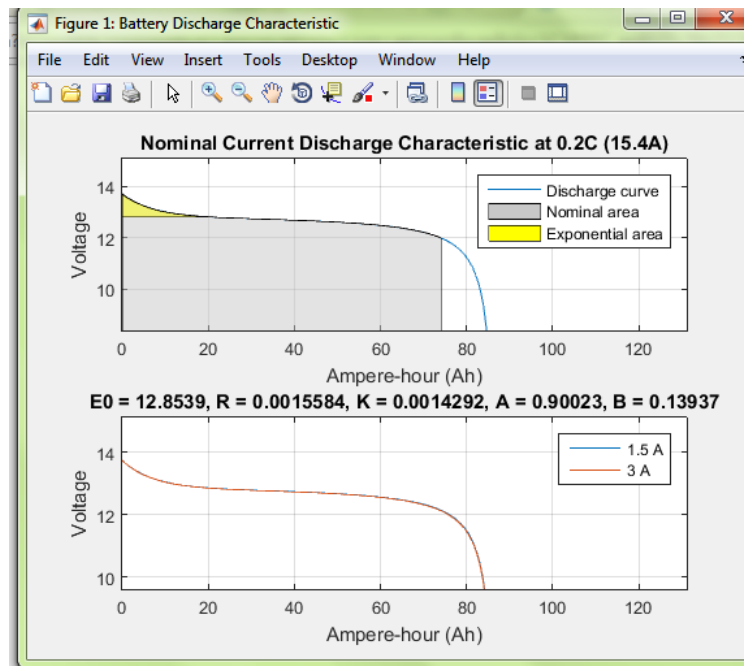 Figure 1: Battery Discharge Characteristic
File Edit View Insert Tools Desktop Window Help
Nominal Current Discharge Characteristic at 0.2C (15.4A)
14
12
10
Voltage
Discharge curve
Nominal area
Exponential area
0 20 40 60 80 100 120
Ampere-hour (Ah)
E0 = 12.8539, R = 0.0015584, K = 0.0014292, A = 0.90023, B = 0.13937
14
12
10
Voltage
1.5 A
3 A
0 20 40 60 80 100 120
Ampere-hour (Ah)